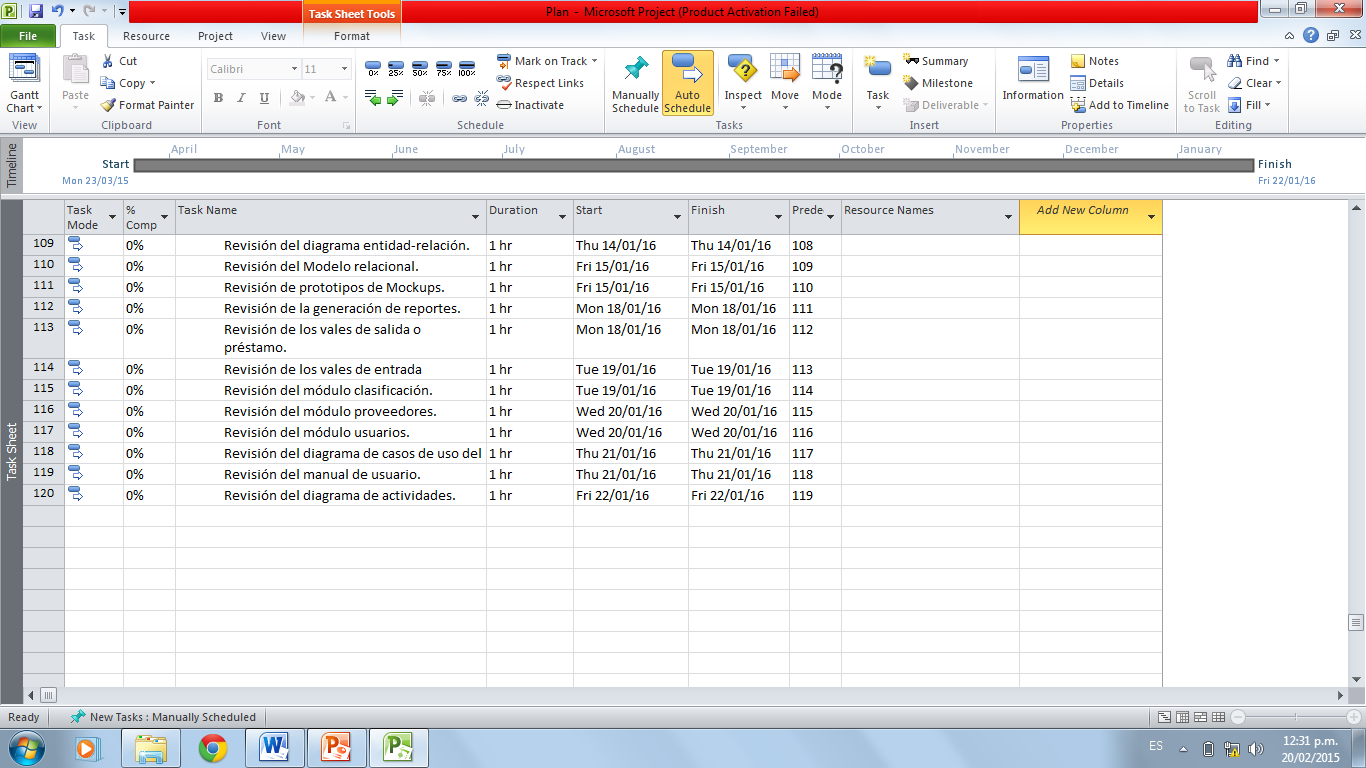 Plan - Microsoft Project (Product Activation Failed)
Task Sheet Tools
File Task Resource Project View Format
Gantt Chart
View
Paste
Cut
Copy
Format Painter
Clipboard
Calibri 11
B I U A
Font
0% 25% 50% 75% 100%
Mark on Track
Respect Links
Inactivate
Schedule
Manually Schedule
Auto Schedule
Inspect
Move
Mode
Tasks
Task
Summary
Milestone
Deliverable
Insert
Information
Notes
Details
Add to Timeline
Properties
Scroll to Task
Find
Clear
Fill
Editing
Timeline
April May June July August September October November December January
Start
Mon 23/03/15
Finish
Fri 22/01/16
Task Sheet
Task Mode % Comp Task Name Duration Start Finish Prede Resource Names Add New Column
109 0% Revisión del diagrama entidad-relación. 1 hr Thu 14/01/16 Thu 14/01/16 108
110 0% Revisión del Modelo relacional. 1 hr Fri 15/01/16 Fri 15/01/16 109
111 0% Revisión de prototipos de Mockups. 1 hr Fri 15/01/16 Fri 15/01/16 110
112 0% Revisión de la generación de reportes. 1 hr Mon 18/01/16 Mon 18/01/16 111
113 0% Revisión de los vales de salida o 1 hr Mon 18/01/16 Mon 18/01/16 112
préstamo.
114 0% Revisión de los vales de entrada 1 hr Tue 19/01/16 Tue 19/01/16 113
115 0% Revisión del módulo clasificación. 1 hr Tue 19/01/16 Tue 19/01/16 114
116 0% Revisión del módulo proveedores. 1 hr Wed 20/01/16 Wed 20/01/16 115
117 0% Revisión del módulo usuarios. 1 hr Wed 20/01/16 Wed 20/01/16 116
118 0% Revisión del diagrama de casos de uso del 1 hr Thu 21/01/16 Thu 21/01/16 117
119 0% Revisión del manual de usuario. 1 hr Thu 21/01/16 Thu 21/01/16 118
120 0% Revisión del diagrama de actividades. 1 hr Fri 22/01/16 Fri 22/01/16 119
Ready New Tasks : Manually Scheduled
ES
12:31 p.m.
20/02/2015